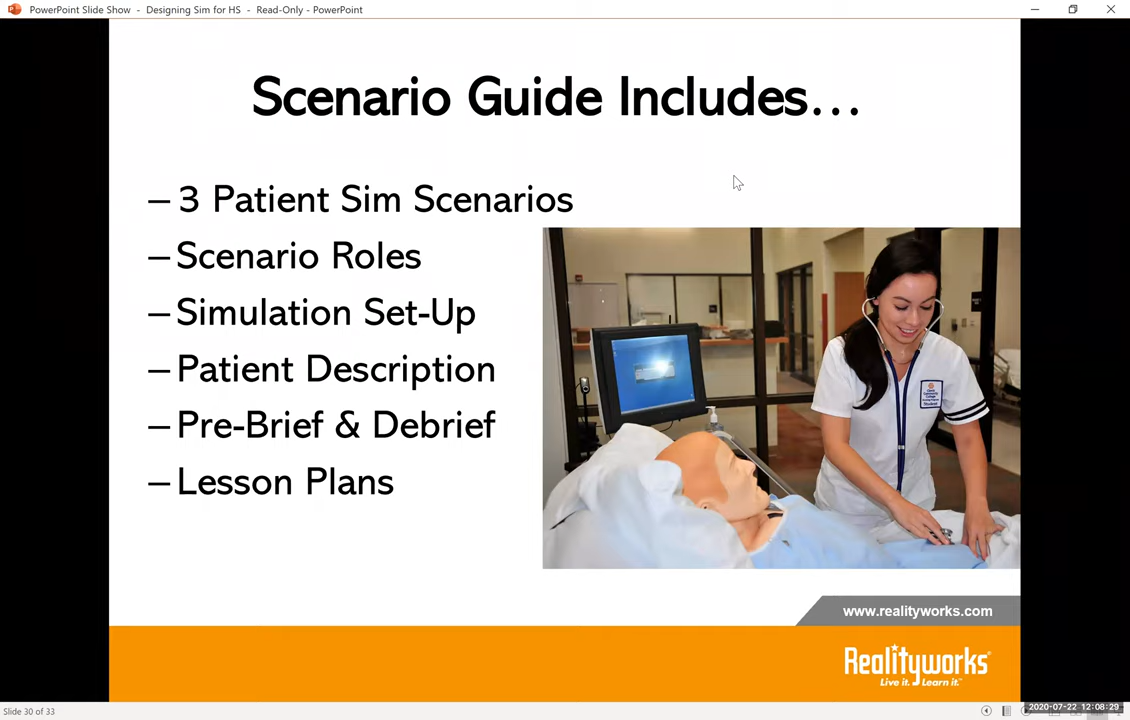 PowerPoint Slide Show - Designing Sim for HS - Read-Only - PowerPoint
Scenario Guide Includes…
– 3 Patient Sim Scenarios
– Scenario Roles
– Simulation Set-Up
– Patient Description
– Pre-Brief & Debrief
– Lesson Plans
www.realityworks.com
Realityworks
Live it. Learn it.™
Slide 30 of 33
2020-07-22 12:08:29